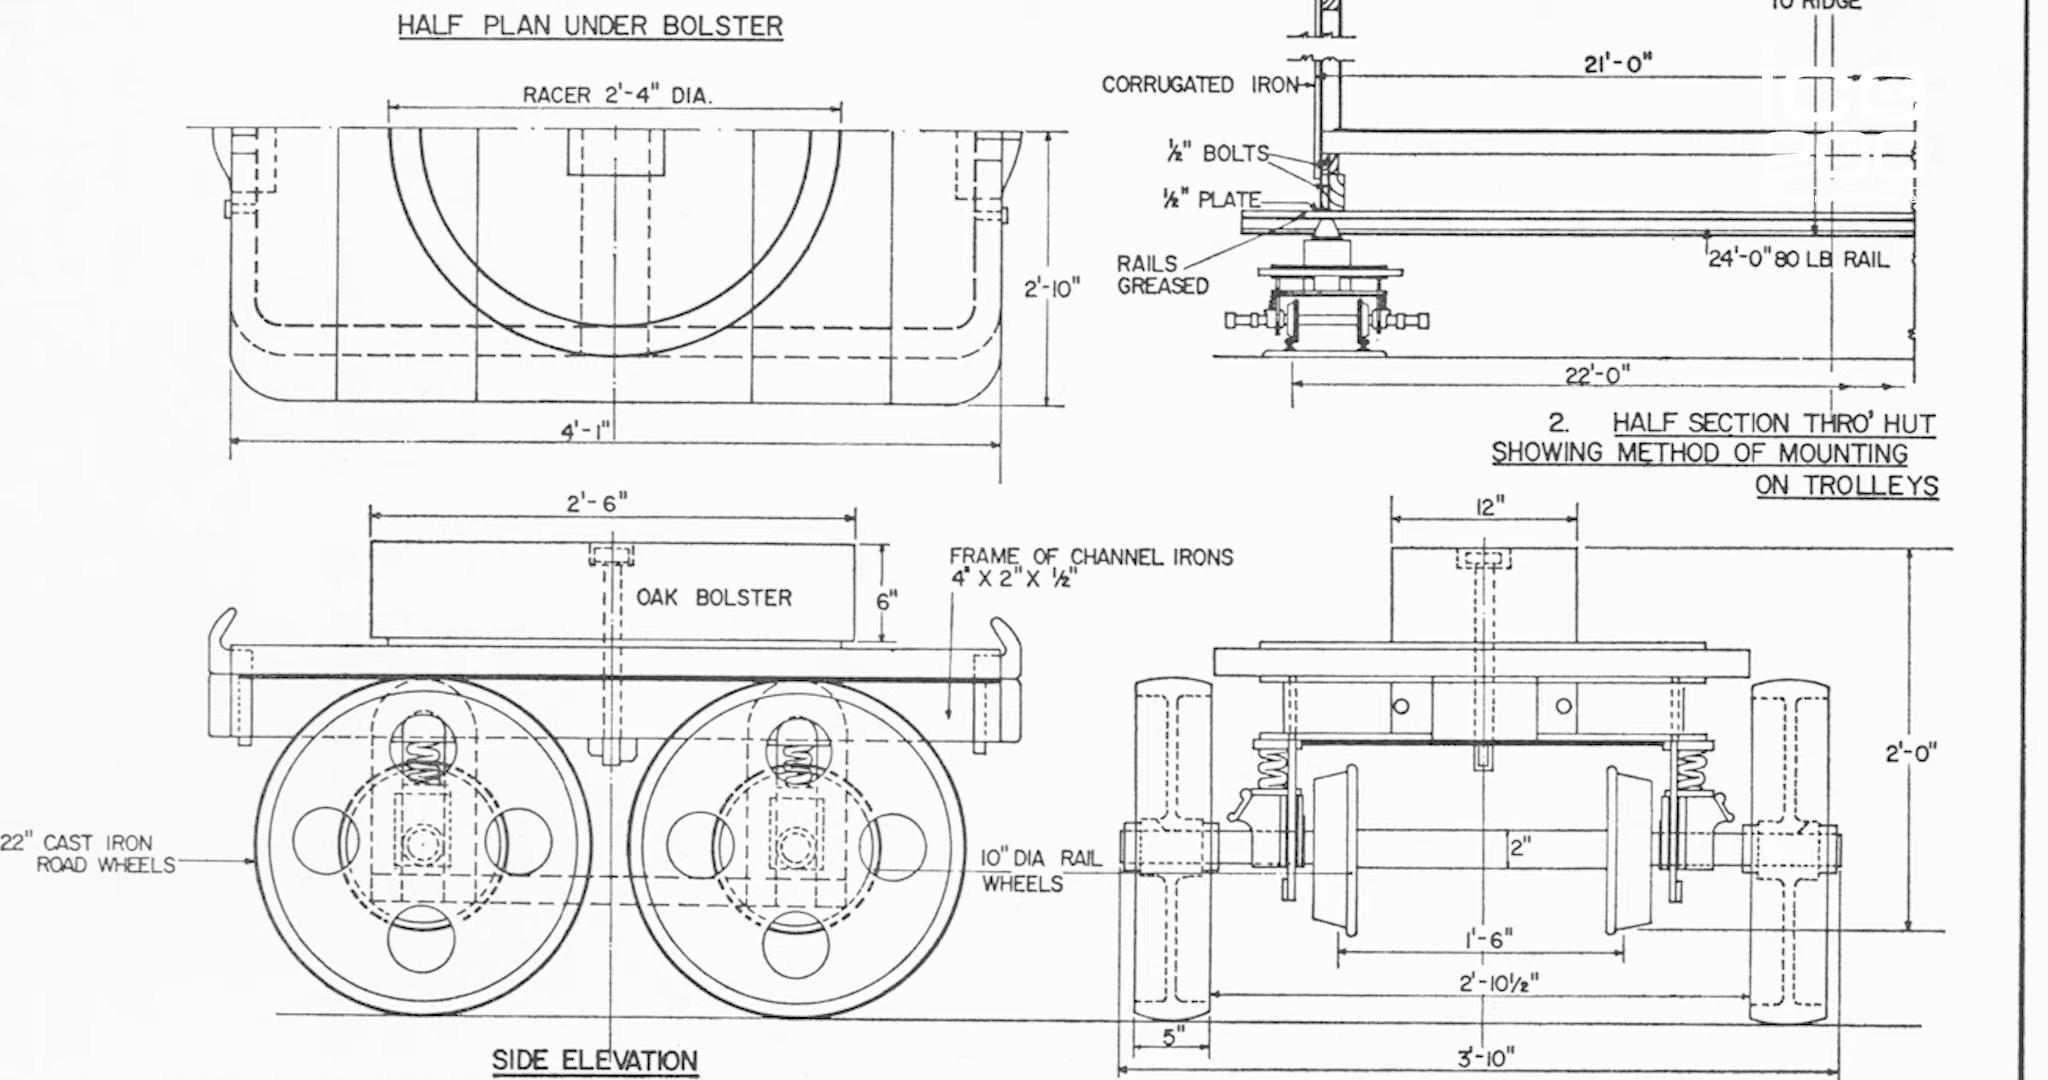 HALF PLAN UNDER BOLSTER
RACER 2'-4" DIA.
2'-10"
4'-1"
TO RIDGE
21'-0"
CORRUGATED IRON
½" BOLTS
½" PLATE
RAILS
GREASED
24'-0" 80 LB RAIL
22'-0"
2. HALF SECTION THRO' HUT
SHOWING METHOD OF MOUNTING
ON TROLLEYS
2'-6"
OAK BOLSTER
6"
FRAME OF CHANNEL IRONS
4" X 2" X ½"
22" CAST IRON
ROAD WHEELS
10" DIA RAIL
WHEELS
SIDE ELEVATION
12"
2'-0"
2"
1'-6"
2'-10½"
5"
3'-10"